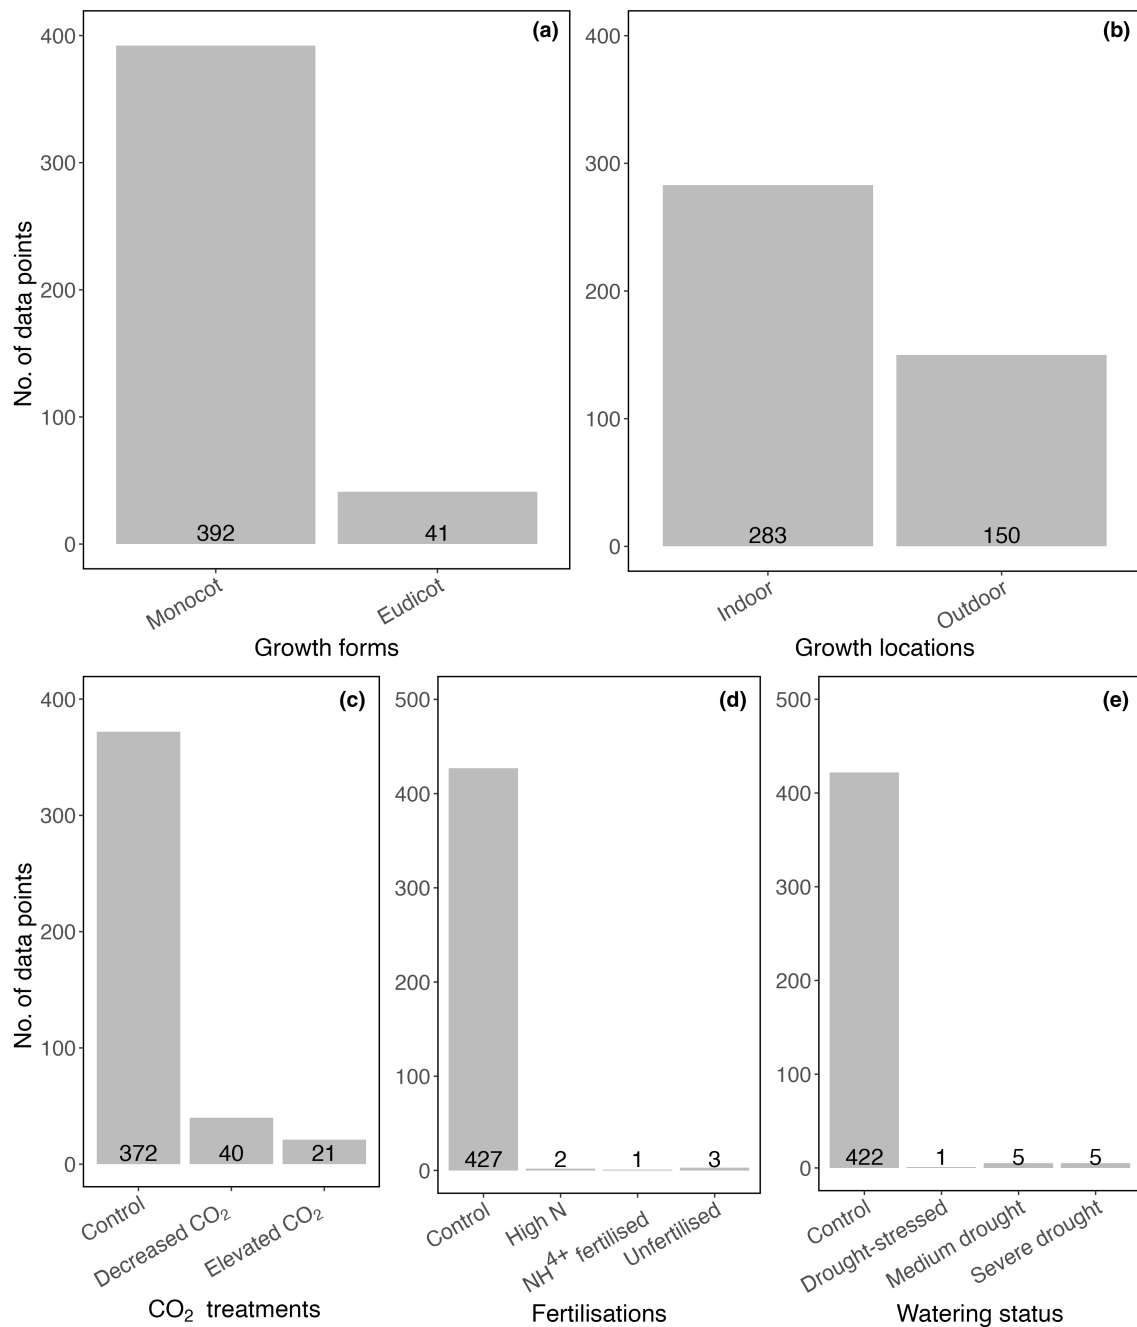 (a)
400
300
200
100
0
No. of data points
392
41
Monocot
Eudicot
Growth forms
(b)
400
300
200
100
0
283
150
Indoor
Outdoor
Growth locations
(c)
400
300
200
100
0
No. of data points
372
40
21
Control
Decreased CO₂
Elevated CO₂
CO₂ treatments
(d)
500
400
300
200
100
0
427
2
1
3
Control
High N
NH⁴⁺ fertilised
Unfertilised
Fertilisations
(e)
500
400
300
200
100
0
422
1
5
5
Control
Drought-stressed
Medium drought
Severe drought
Watering status